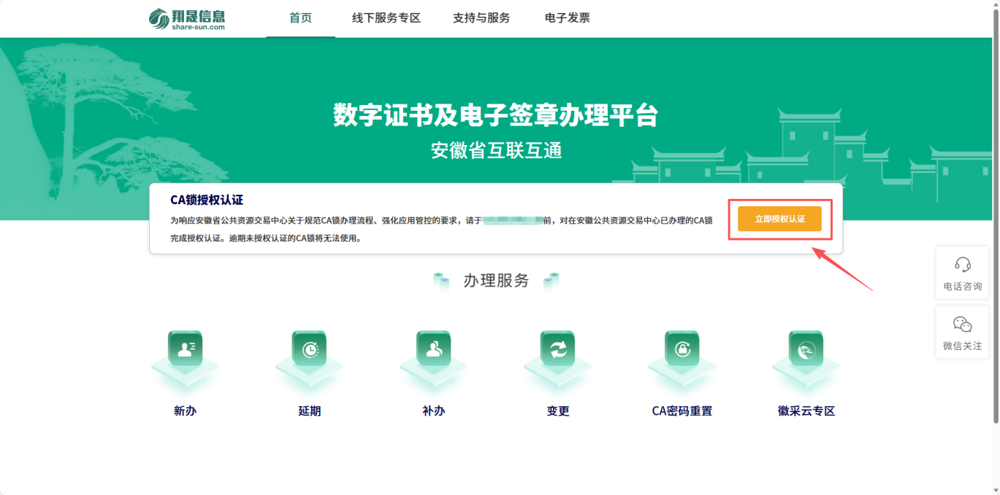 翔晟信息
share-sun.com
首页
线下服务专区
支持与服务
电子发票
数字证书及电子签章办理平台
安徽省互联互通
CA锁授权认证
为响应安徽省公共资源交易中心关于规范CA锁办理流程、强化应用管控的要求，请于前，对在安徽公共资源交易中心已办理的CA锁
完成授权认证。逾期未授权认证的CA锁将无法使用。
立即授权认证
办理服务
电话咨询
微信关注
新办
延期
补办
变更
CA密码重置
徽采云专区